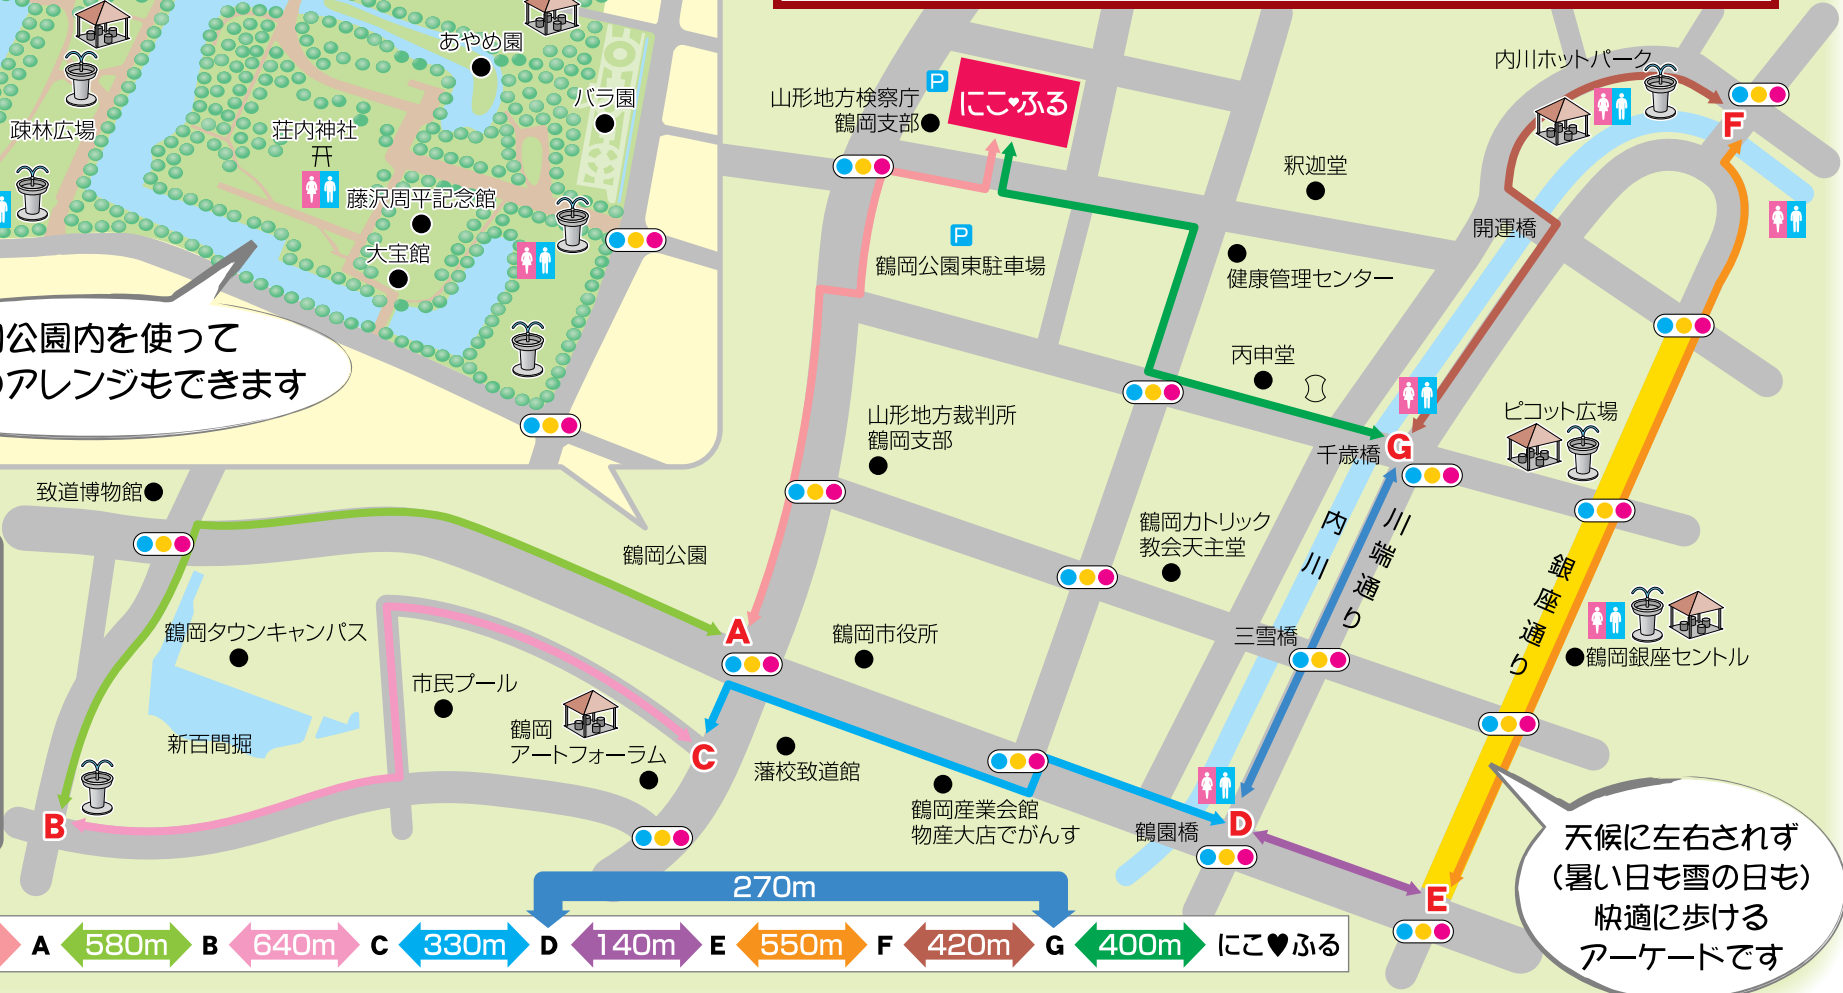 あやめ園
バラ園
疎林広場
荘内神社
藤沢周平記念館
大宝館
公園内を使って
アレンジもできます
P
山形地方検察庁
鶴岡支部
にこ♥ふる
内川ホットパーク
F
釈迦堂
開運橋
P
鶴岡公園東駐車場
健康管理センター
丙申堂
山形地方裁判所
鶴岡支部
ピコット広場
千歳橋
G
致道博物館
鶴岡公園
鶴岡カトリック
教会天主堂
内川
川端通り
銀座通り
鶴岡タウンキャンパス
A
鶴岡市役所
三雪橋
鶴岡銀座セントル
市民プール
新百間掘
鶴岡
アートフォーラム
C
藩校致道館
鶴岡産業会館
物産大店でがんす
B
鶴園橋
D
E
天候に左右されず
(暑い日も雪の日も)
快適に歩ける
アーケードです
270m
A 580m B 640m C 330m D 140m E 550m F 420m G 400m にこ♥ふる